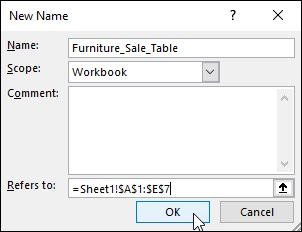 New Name
?
Name:
Furniture_Sale_Table
Scope:
Workbook
Comment:
Refers to:
=Sheet1!$A$1:$E$7
OK
Cancel